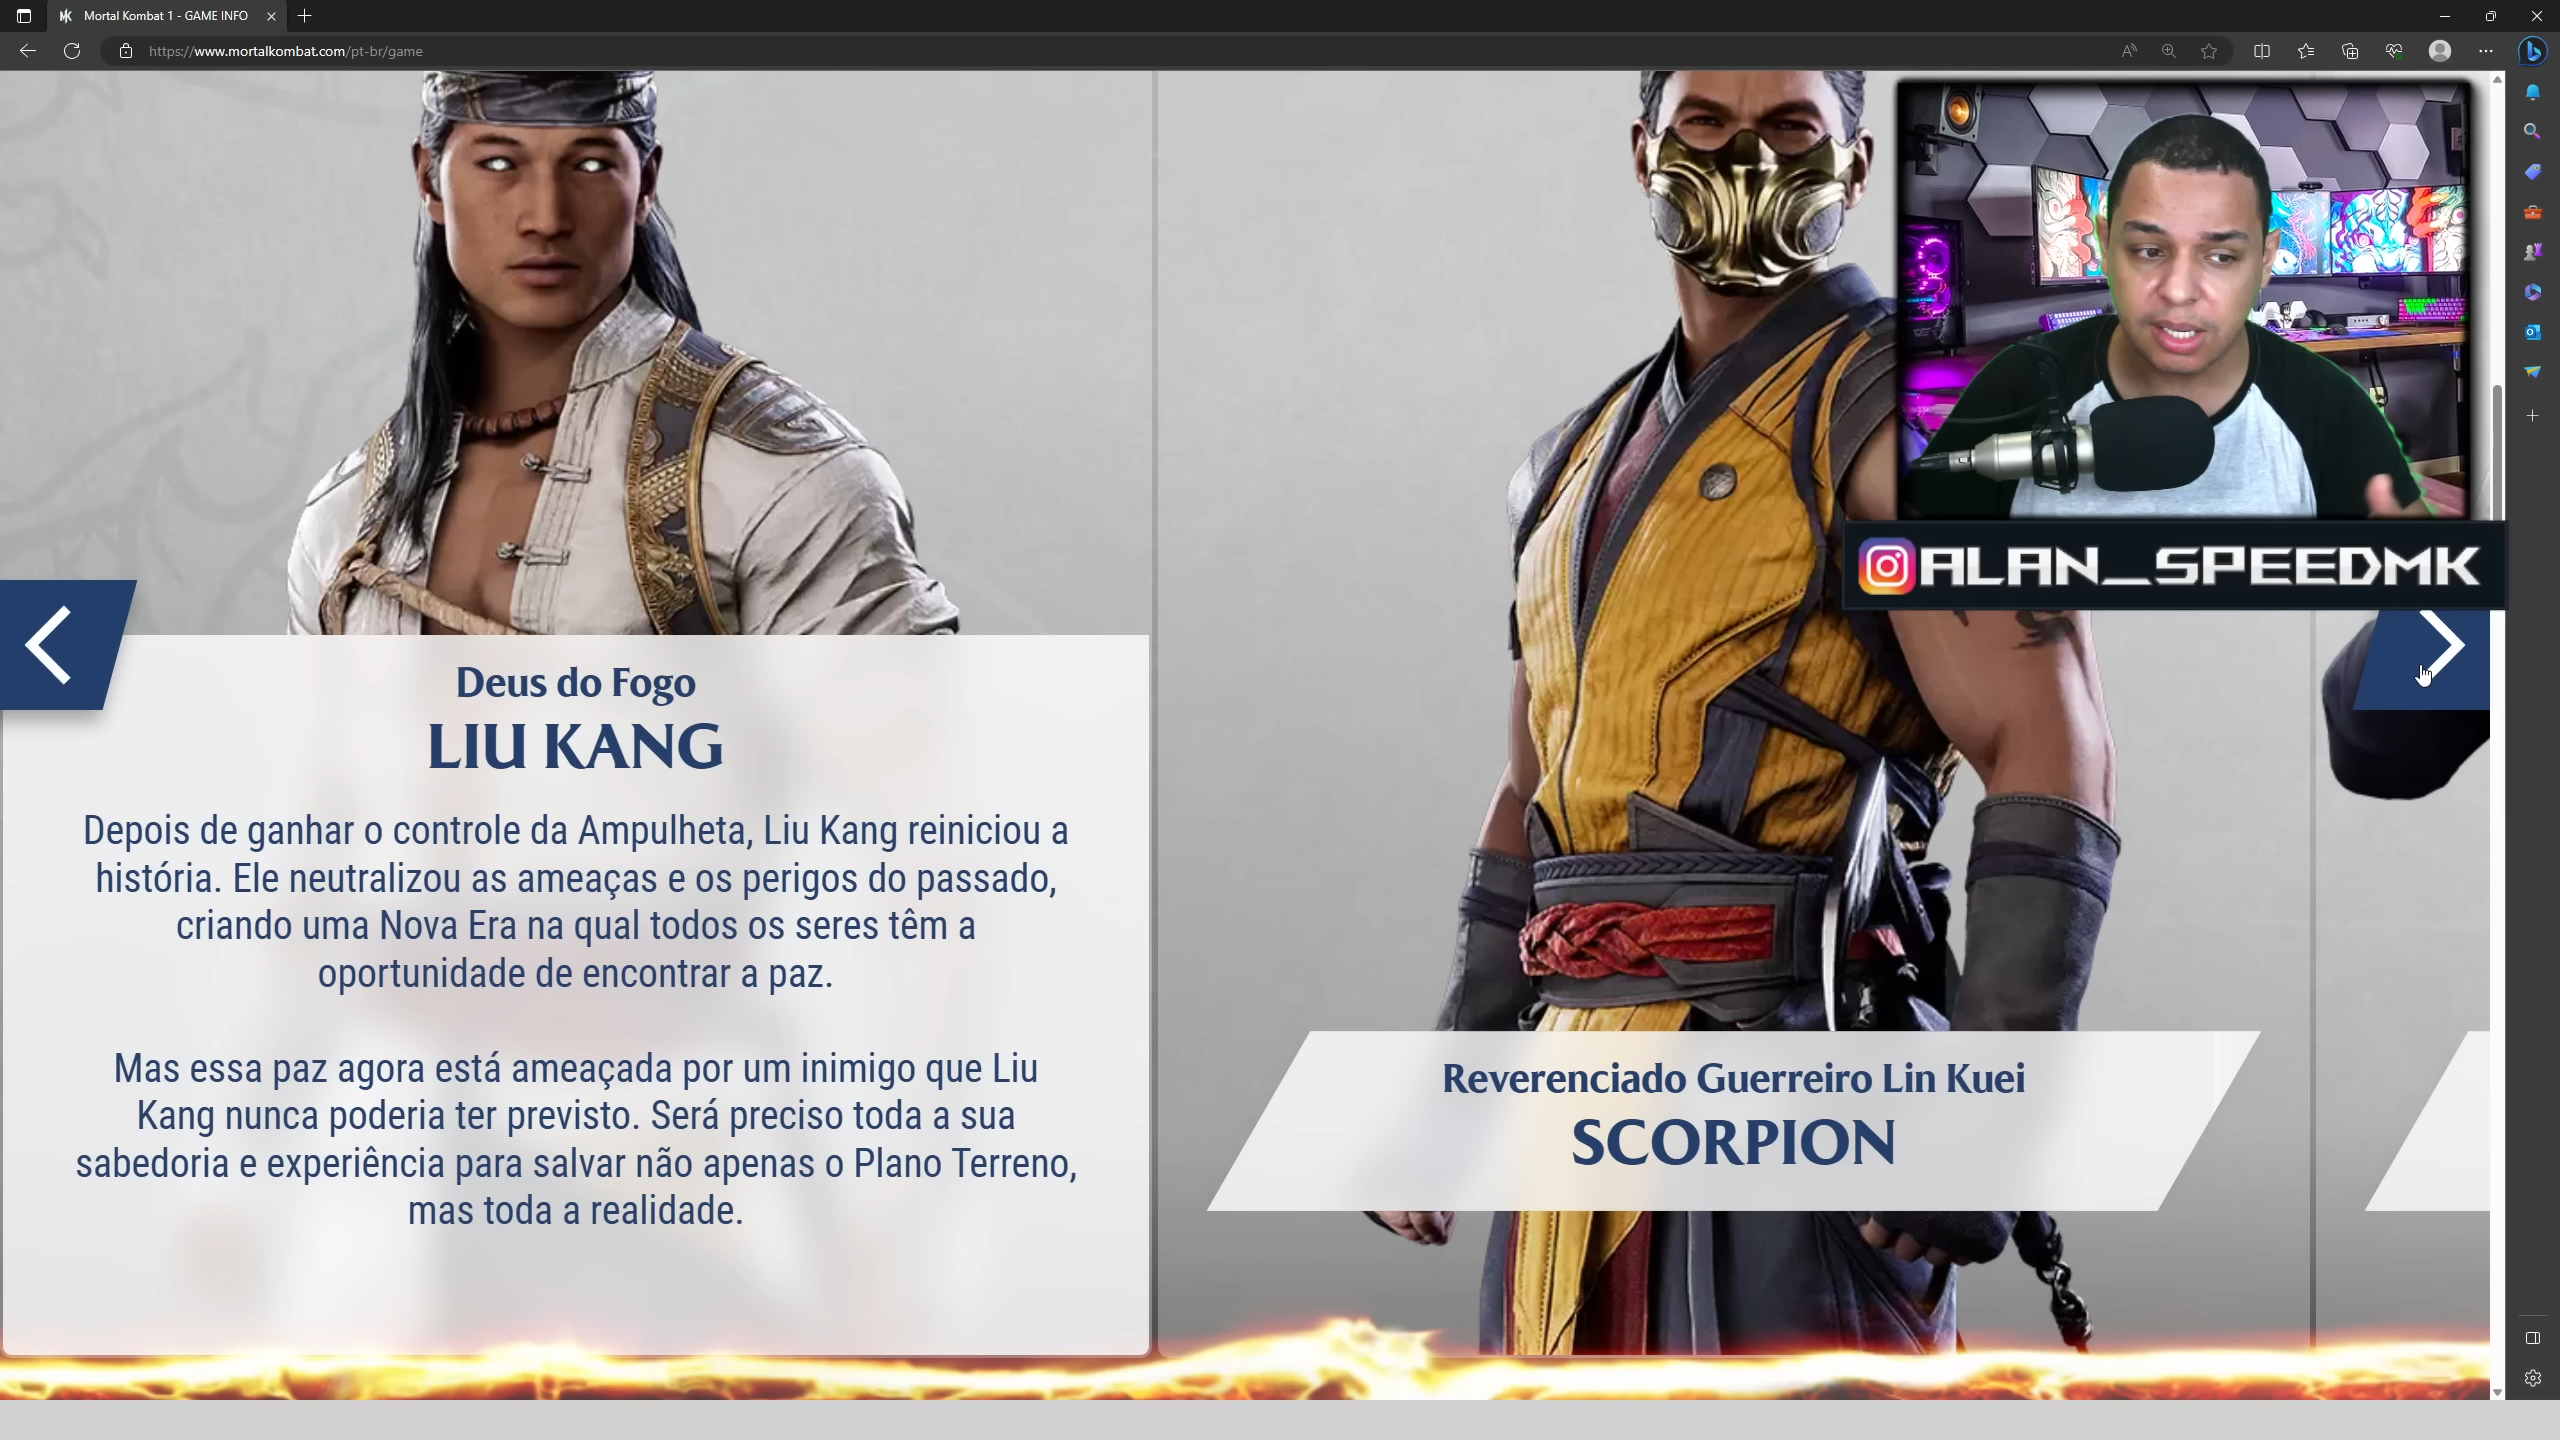 Mortal Kombat 1 - GAME INFO
https://www.mortalkombat.com/pt-br/game
ALAN_SPEEDMK
Deus do Fogo
LIU KANG
Depois de ganhar o controle da Ampulheta, Liu Kang reiniciou a
história. Ele neutralizou as ameaças e os perigos do passado,
criando uma Nova Era na qual todos os seres têm a
oportunidade de encontrar a paz.
Mas essa paz agora está ameaçada por um inimigo que Liu
Kang nunca poderia ter previsto. Será preciso toda a sua
sabedoria e experiência para salvar não apenas o Plano Terreno,
mas toda a realidade.
Reverenciado Guerreiro Lin Kuei
SCORPION